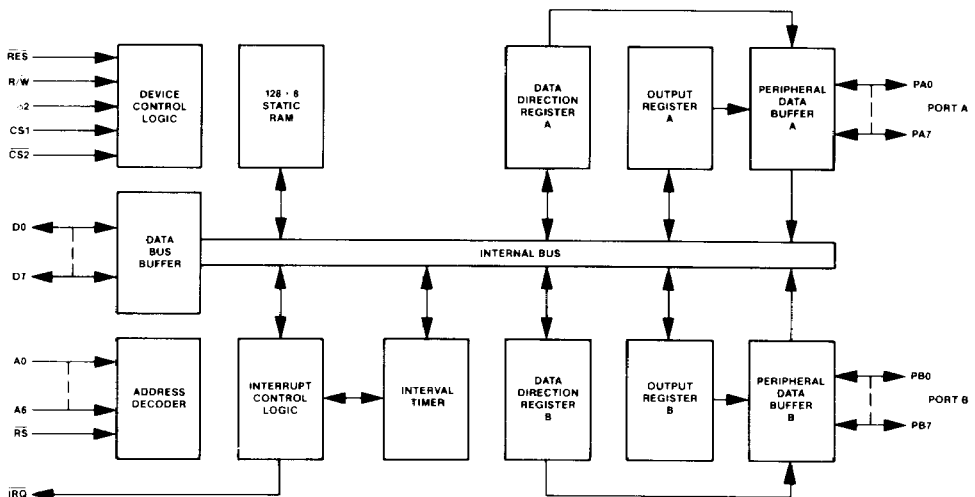 RES
R/W
ϕ2
CS1
CS2
DEVICE
CONTROL
LOGIC
128 · 8
STATIC
RAM
DATA
DIRECTION
REGISTER
A
OUTPUT
REGISTER
A
PERIPHERAL
DATA
BUFFER
A
PA0
PORT A
PA7
D0
D7
DATA
BUS
BUFFER
INTERNAL BUS
A0
A6
RS
ADDRESS
DECODER
INTERRUPT
CONTROL
LOGIC
INTERVAL
TIMER
DATA
DIRECTION
REGISTER
B
OUTPUT
REGISTER
B
PERIPHERAL
DATA
BUFFER
B
PB0
PORT B
PB7
IRQ